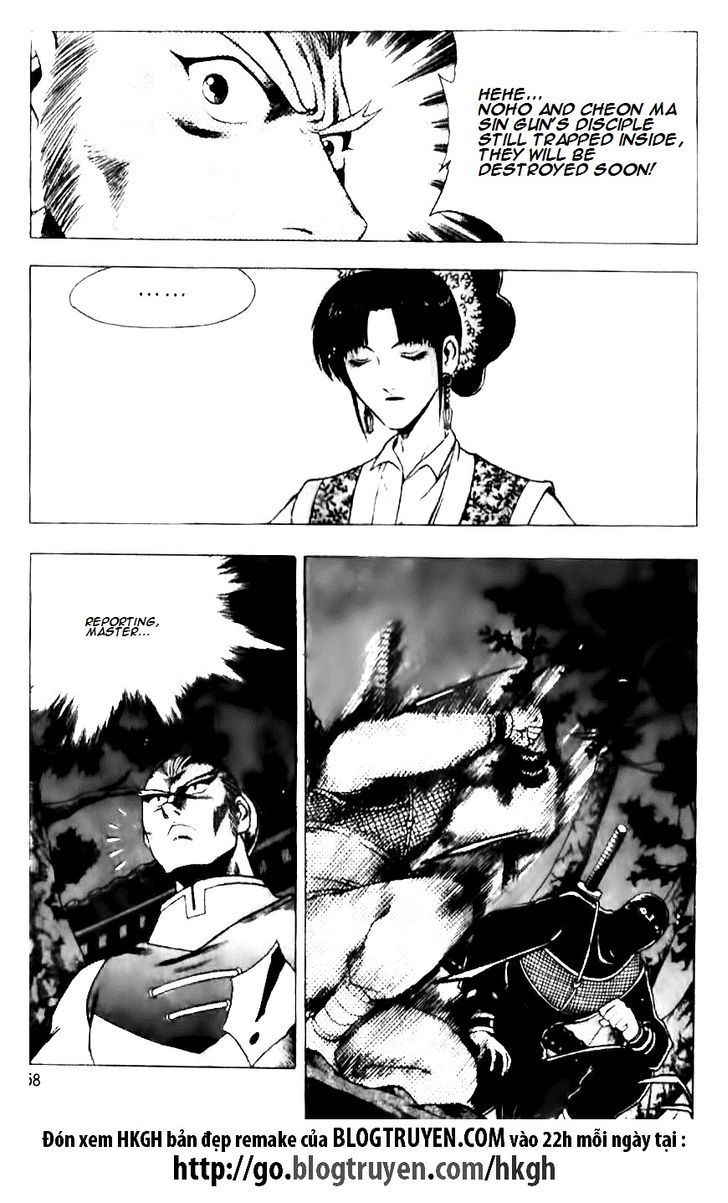 HEHE...
NOHO AND CHEON MA
SIN GUN'S DISCIPLE
STILL TRAPPED INSIDE,
THEY WILL BE
DESTROYED SOON!
......
REPORTING,
MASTER...
58
Đón xem HKGH bản đẹp remake của BLOGTRUYEN.COM vào 22h mỗi ngày tại :
http://go.blogtruyen.com/hkgh